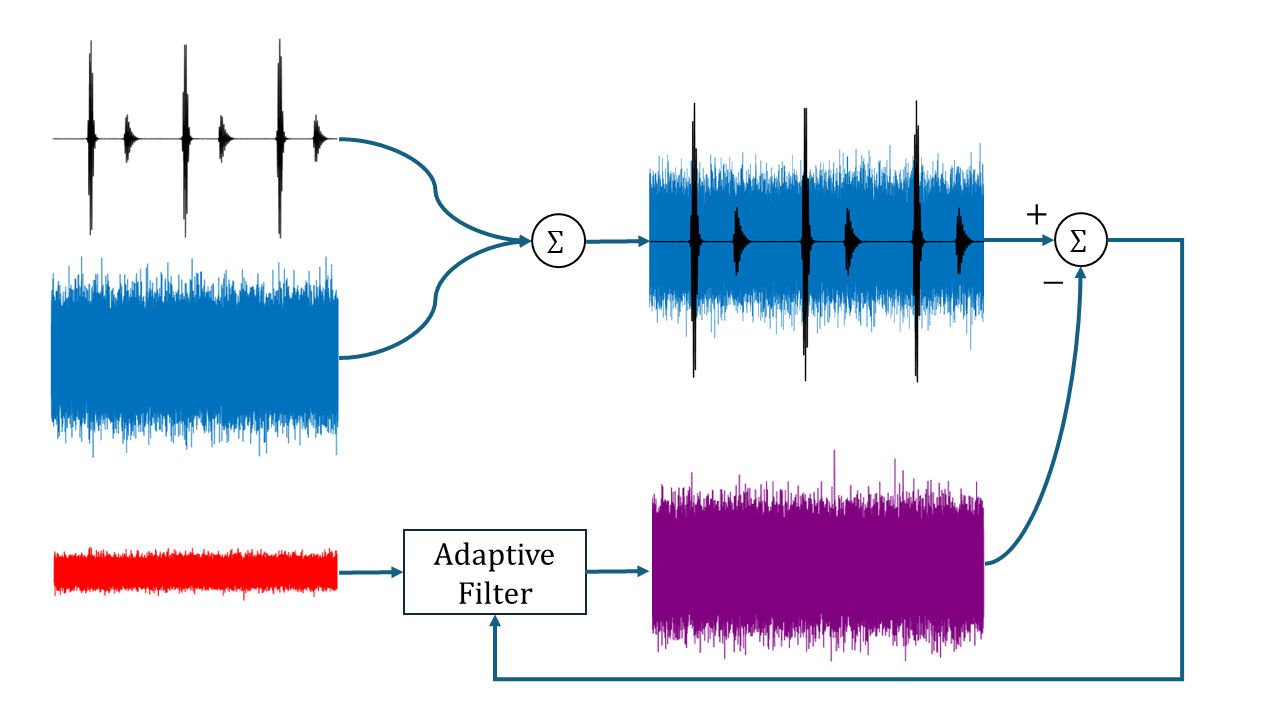 Σ
+
Σ
−
Adaptive
Filter